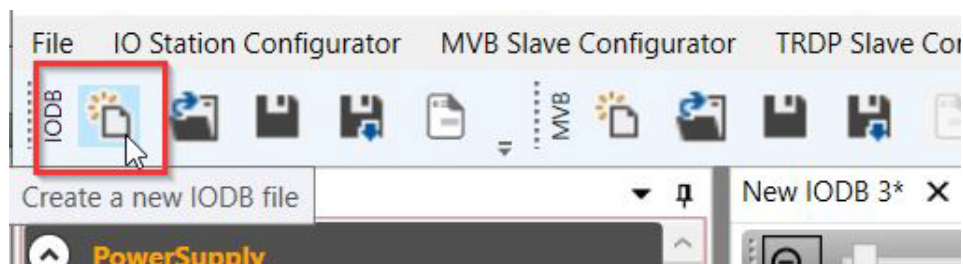 File IO Station Configurator MVB Slave Configurator TRDP Slave
IODB MVB
Create a new IODB file
New IODB 3*
PowerSupply